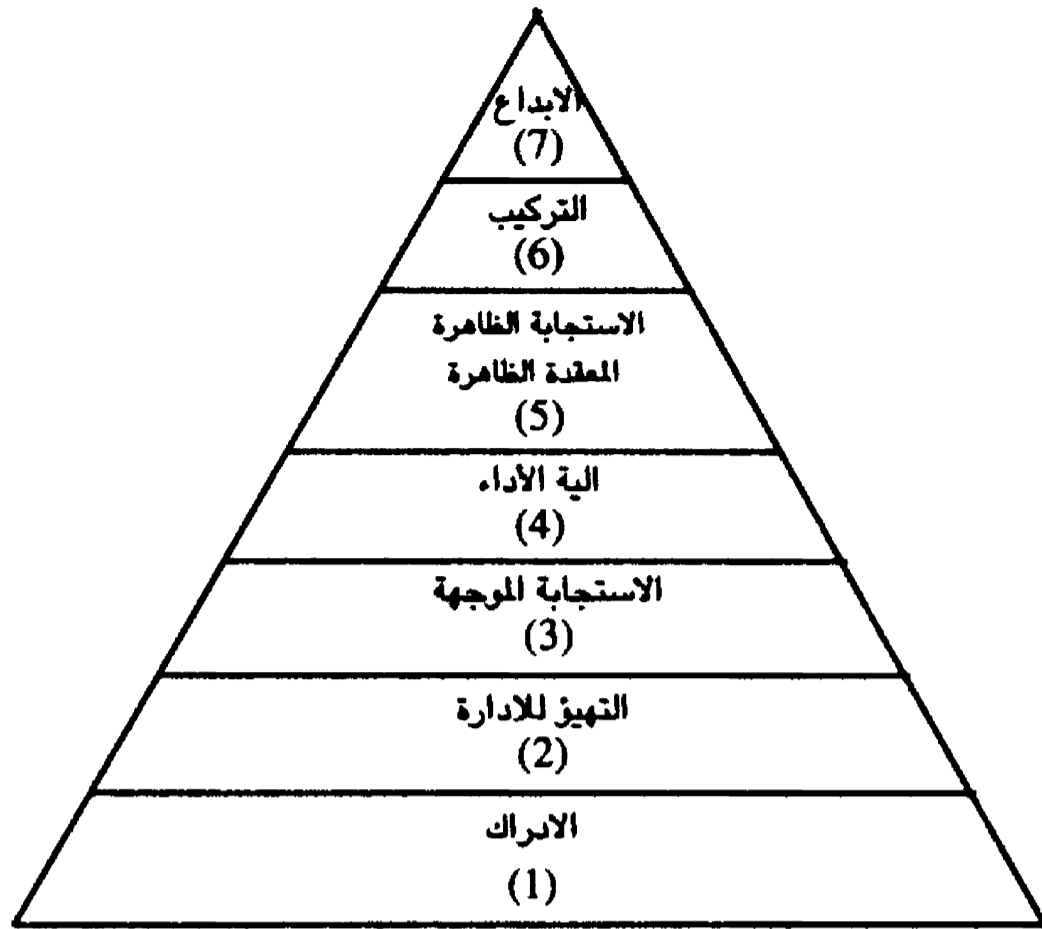 الابداع
(7)
التركيب
(6)
الاستجابة الظاهرة
المعقدة الظاهرة
(5)
الية الأداء
(4)
الاستجابة الموجهة
(3)
التهيؤ للادارة
(2)
الادراك
(1)